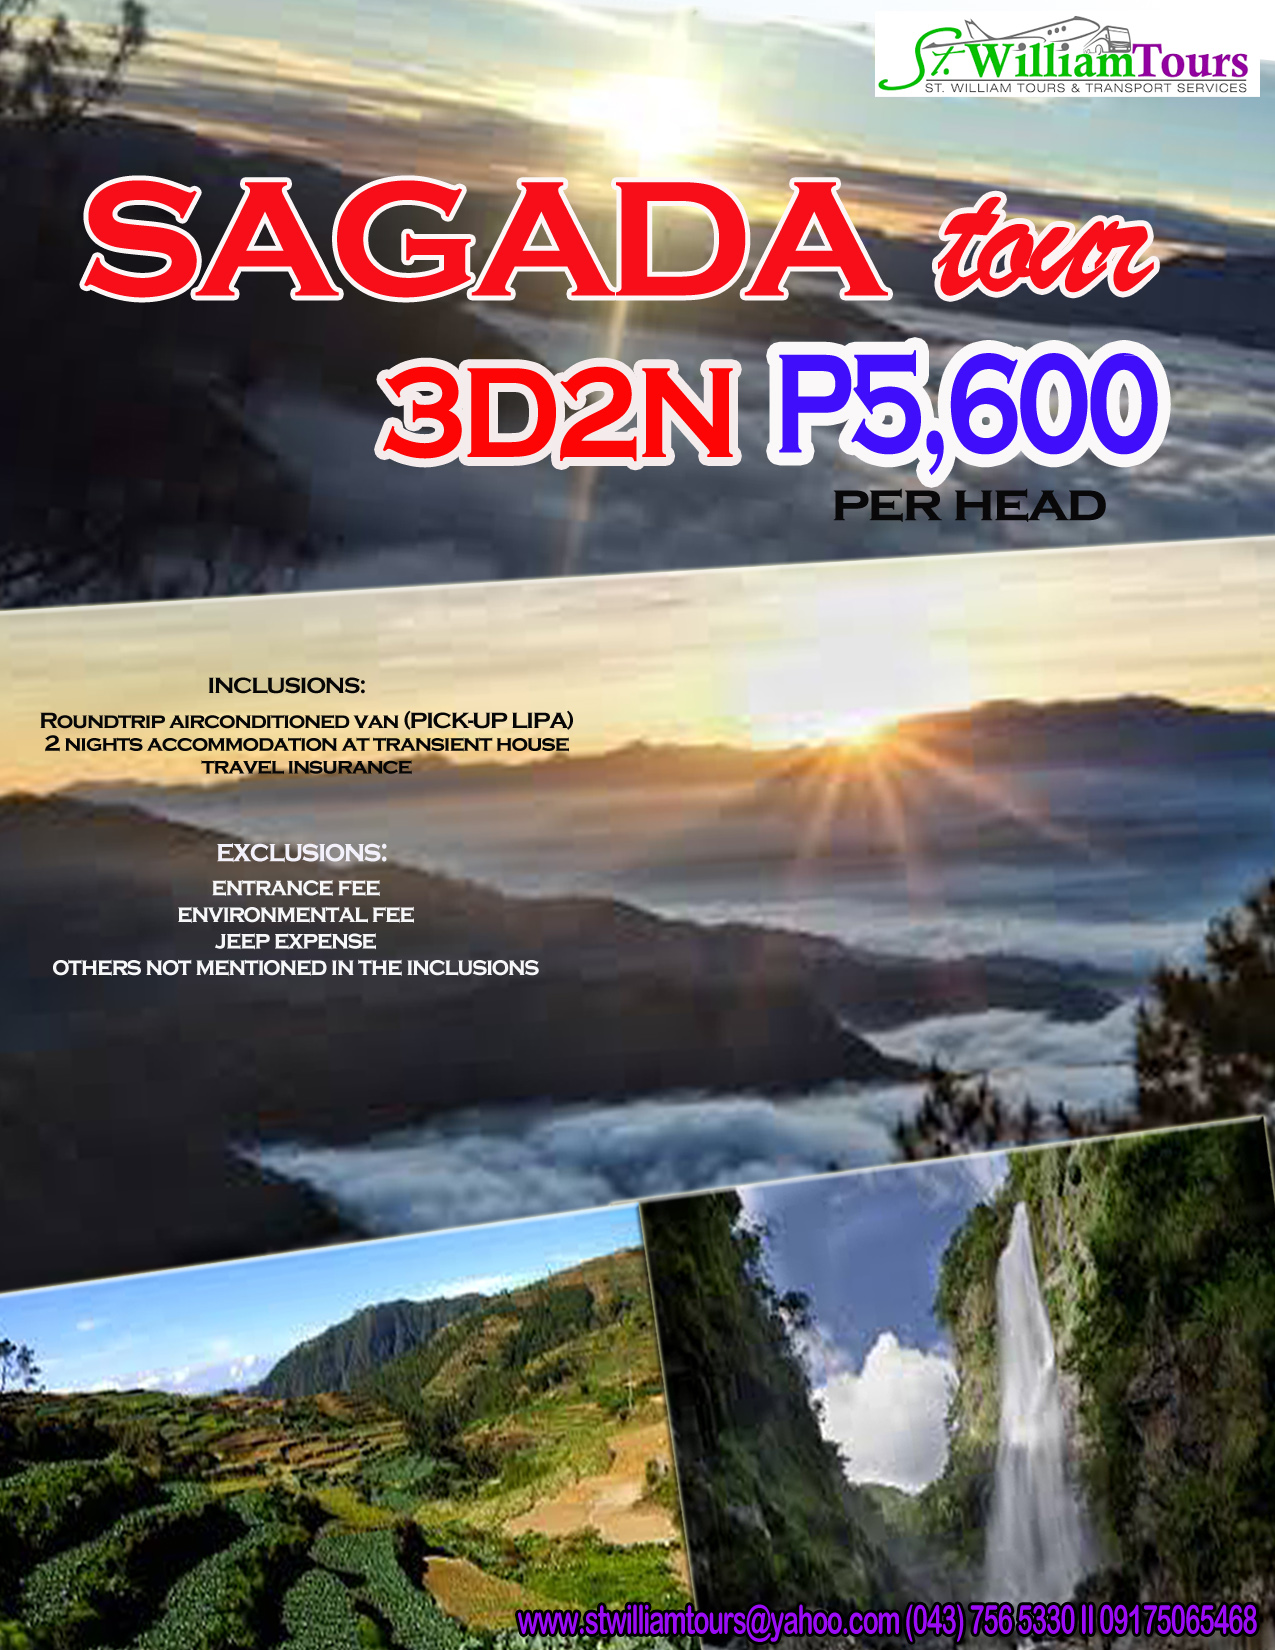 St. William Tours
ST. WILLIAM TOURS & TRANSPORT SERVICES
SAGADA tour
3D2N P5,600
PER HEAD
INCLUSIONS:
ROUNDTRIP AIRCONDITIONED VAN (PICK-UP LIPA)
2 NIGHTS ACCOMMODATION AT TRANSIENT HOUSE
TRAVEL INSURANCE
EXCLUSIONS:
ENTRANCE FEE
ENVIRONMENTAL FEE
JEEP EXPENSE
OTHERS NOT MENTIONED IN THE INCLUSIONS
www.stwilliamtours@yahoo.com (043) 756 5330 II 09175065468